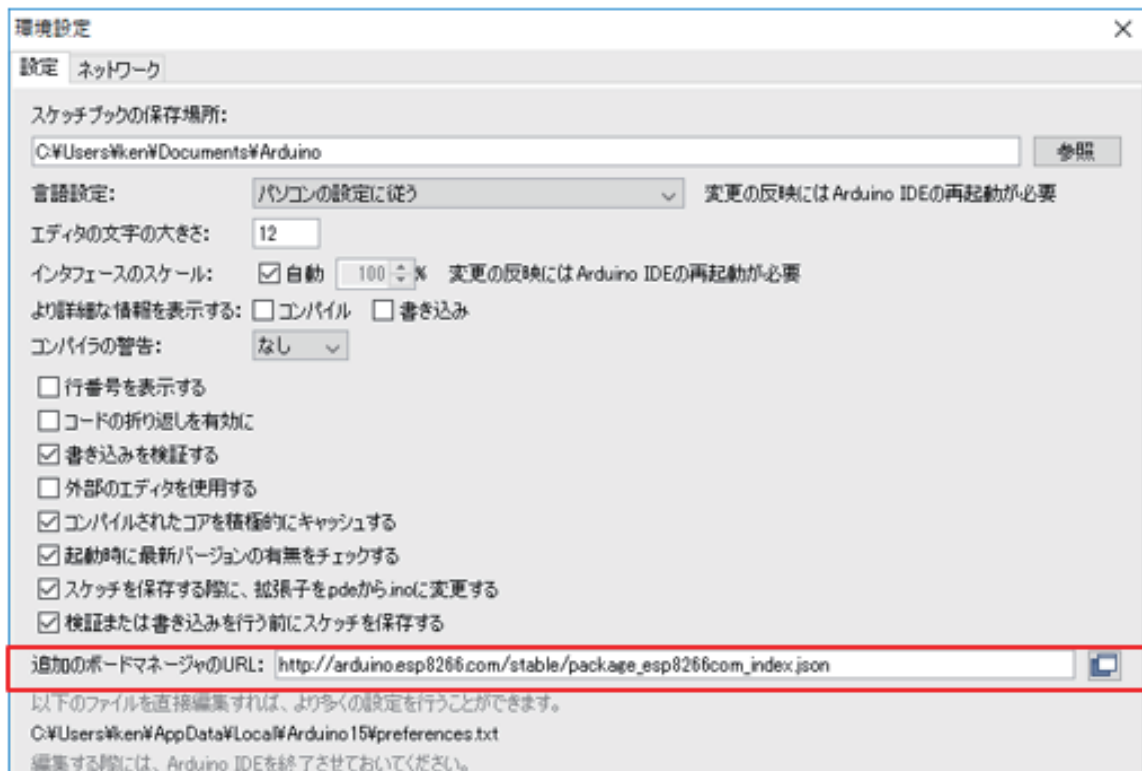 環境設定
設定 ネットワーク
スケッチブックの保存場所:
C:¥Users¥ken¥Documents¥Arduino 参照
言語設定: パソコンの設定に従う 変更の反映にはArduino IDEの再起動が必要
エディタの文字の大きさ: 12
インタフェースのスケール: 自動 100 % 変更の反映にはArduino IDEの再起動が必要
より詳細な情報を表示する: コンパイル 書き込み
コンパイラの警告: なし
行番号を表示する
コードの折り返しを有効に
書き込みを検証する
外部のエディタを使用する
コンパイルされたコアを積極的にキャッシュする
起動時に最新バージョンの有無をチェックする
スケッチを保存する際に、拡張子をpdeから.inoに変更する
検証または書き込みを行う前にスケッチを保存する
追加のボードマネージャのURL: http://arduino.esp8266.com/stable/package_esp8266com_index.json
以下のファイルを直接編集すれば、より多くの設定を行うことができます。
C:¥Users¥ken¥AppData¥Local¥Arduino15¥preferences.txt
編集する際には、Arduino IDEを終了させておいてください。